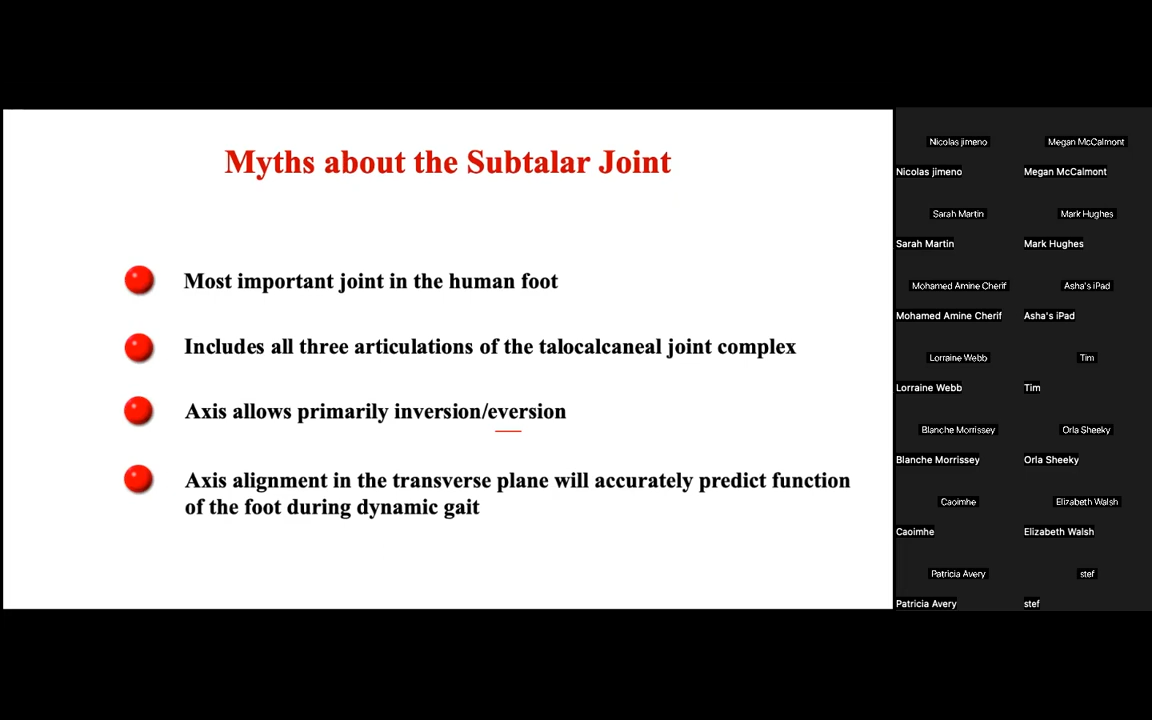 Myths about the Subtalar Joint
Most important joint in the human foot
Includes all three articulations of the talocalcaneal joint complex
Axis allows primarily inversion/eversion
Axis alignment in the transverse plane will accurately predict function
of the foot during dynamic gait
Nicolas jimeno
Megan McCalmont
Nicolas jimeno
Megan McCalmont
Sarah Martin
Mark Hughes
Sarah Martin
Mark Hughes
Mohamed Amine Cherif
Asha's iPad
Mohamed Amine Cherif
Asha's iPad
Lorraine Webb
Tim
Lorraine Webb
Tim
Blanche Morrissey
Orla Sheeky
Blanche Morrissey
Orla Sheeky
Caoimhe
Elizabeth Walsh
Caoimhe
Elizabeth Walsh
Patricia Avery
stef
Patricia Avery
stef